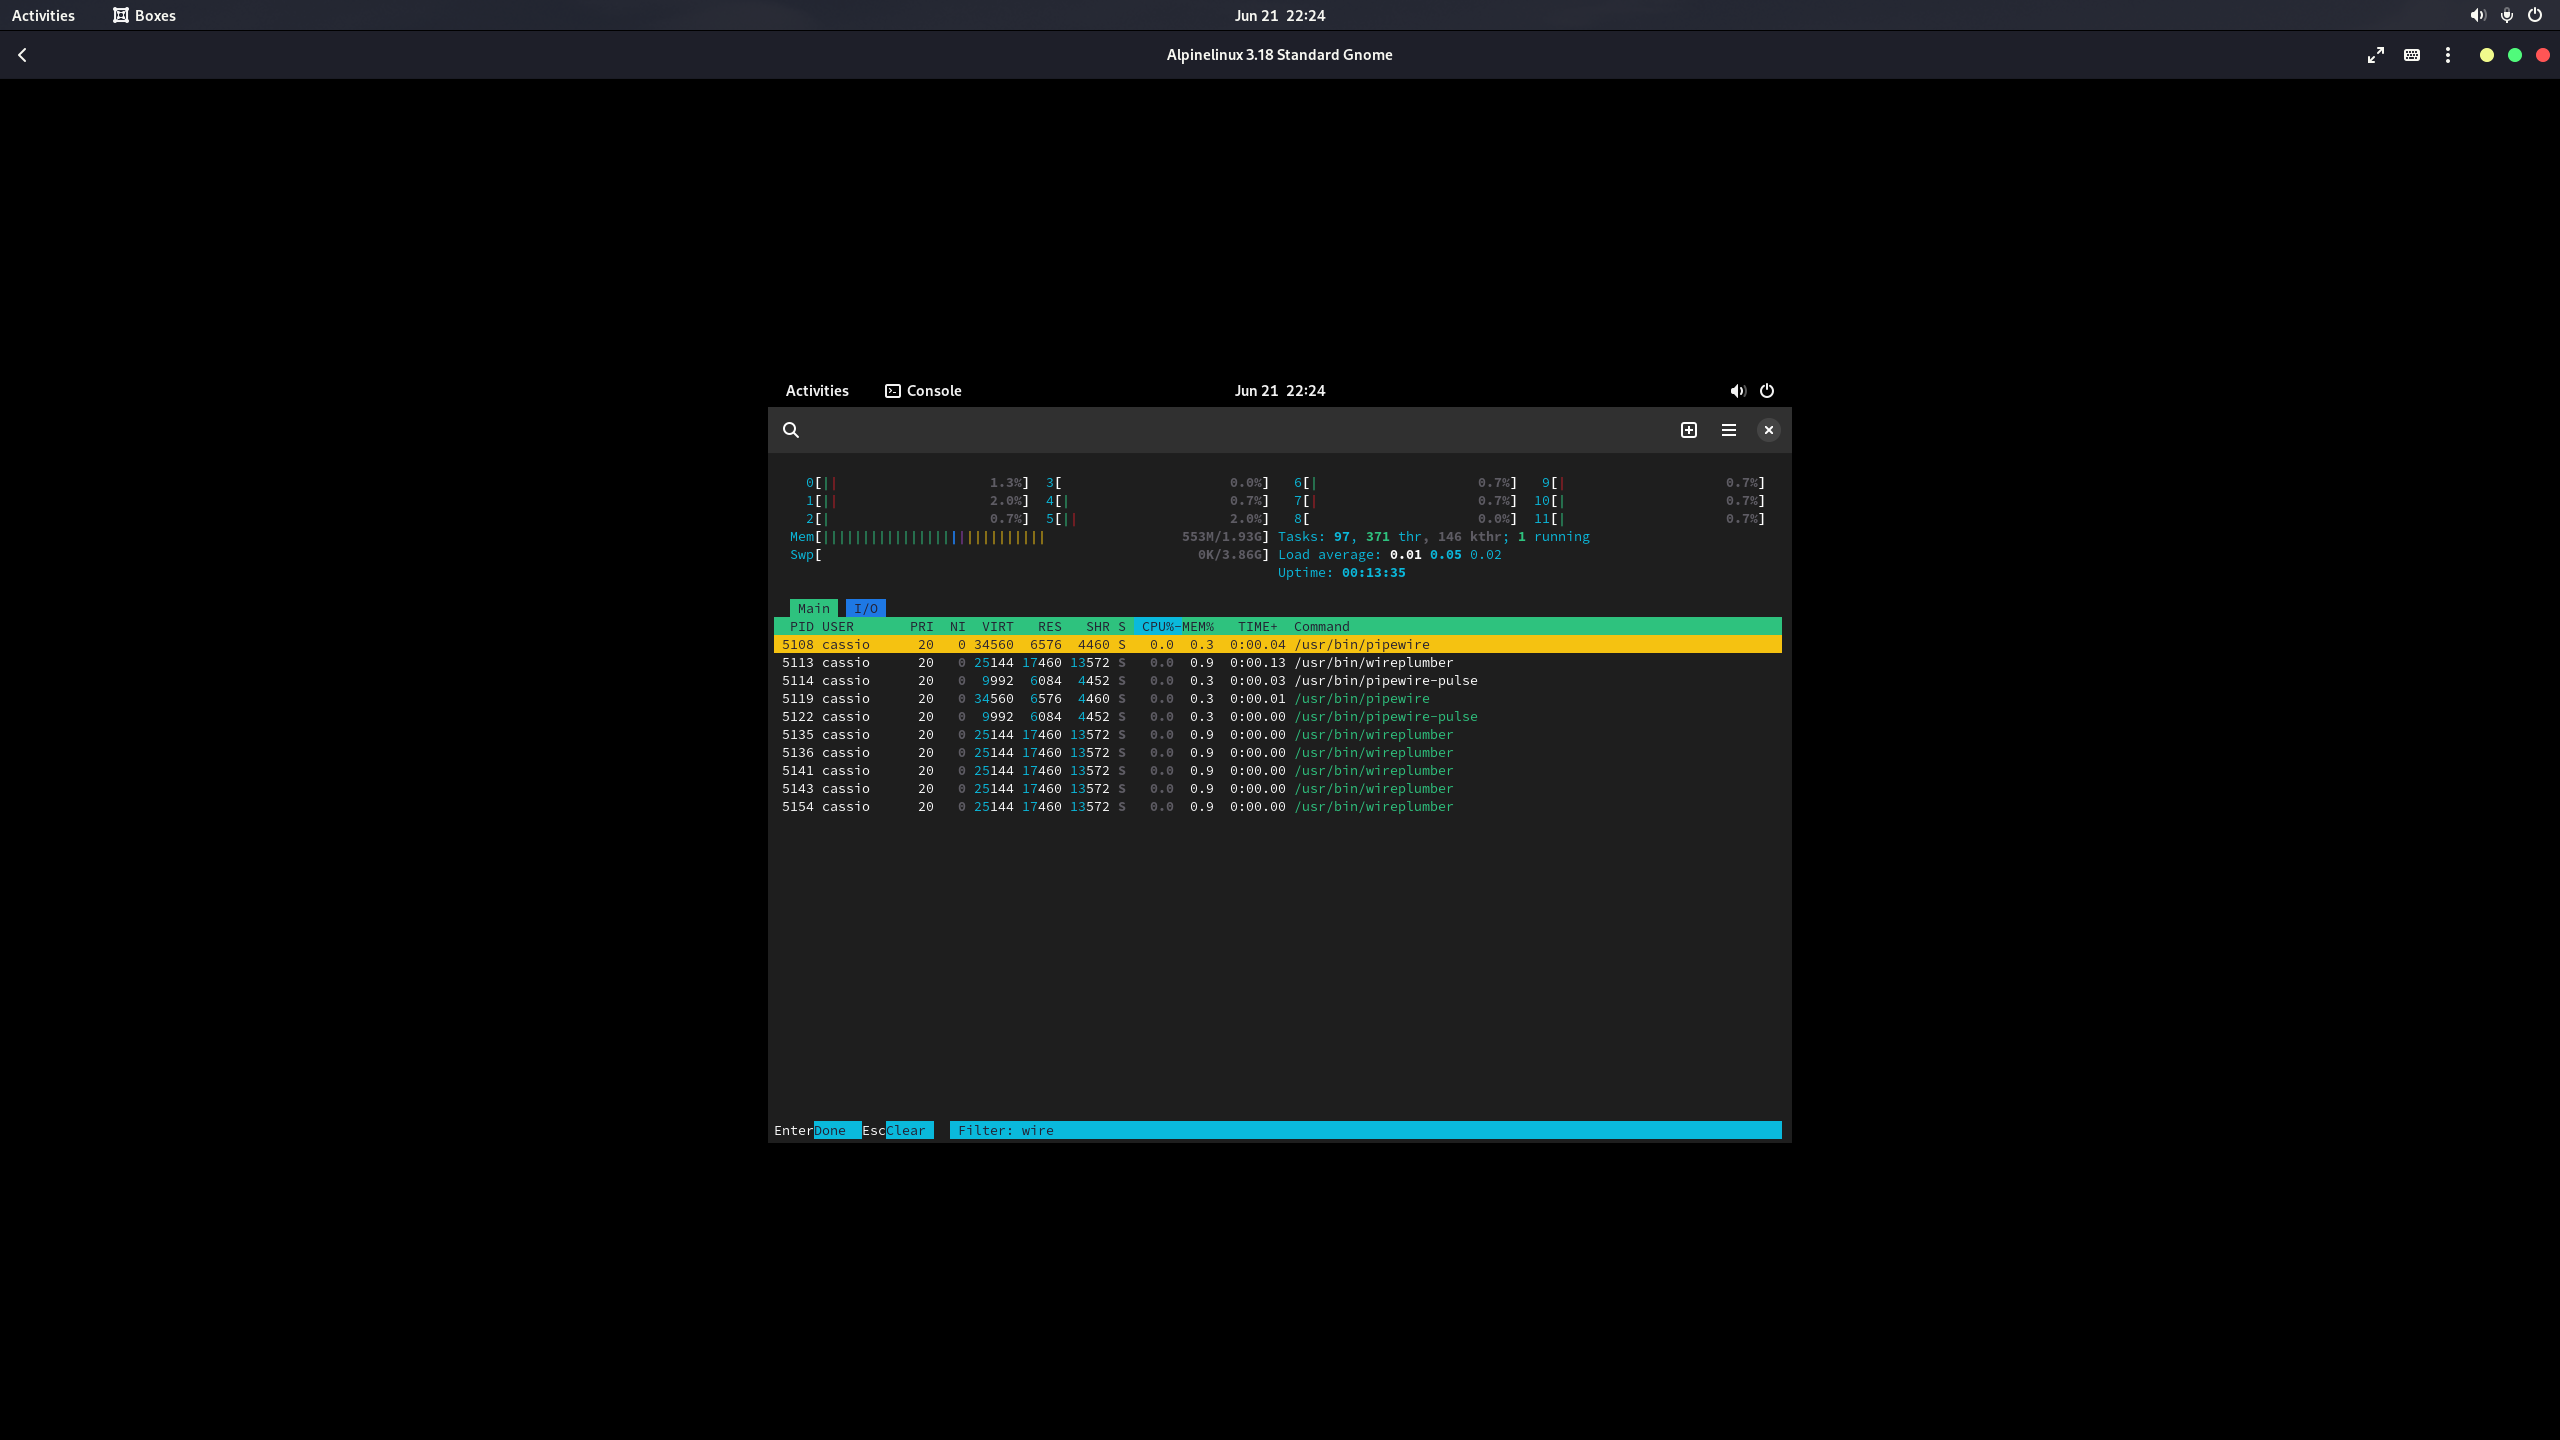 Activities Boxes Jun 21 22:24
Alpinelinux 3.18 Standard Gnome
Activities Console Jun 21 22:24
0[|| 1.3%] 3[ 0.0%] 6[| 0.7%] 9[| 0.7%]
1[|| 2.0%] 4[| 0.7%] 7[| 0.7%] 10[| 0.7%]
2[| 0.7%] 5[|| 2.0%] 8[ 0.0%] 11[| 0.7%]
Mem[|||||||||||||||||||||||||||| 553M/1.93G] Tasks: 97, 371 thr, 146 kthr; 1 running
Swp[ 0K/3.86G] Load average: 0.01 0.05 0.02
Uptime: 00:13:35
Main I/O
PID USER PRI NI VIRT RES SHR S CPU%-MEM% TIME+ Command
5108 cassio 20 0 34560 6576 4460 S 0.0 0.3 0:00.04 /usr/bin/pipewire
5113 cassio 20 0 25144 17460 13572 S 0.0 0.9 0:00.13 /usr/bin/wireplumber
5114 cassio 20 0 9992 6084 4452 S 0.0 0.3 0:00.03 /usr/bin/pipewire-pulse
5119 cassio 20 0 34560 6576 4460 S 0.0 0.3 0:00.01 /usr/bin/pipewire
5122 cassio 20 0 9992 6084 4452 S 0.0 0.3 0:00.00 /usr/bin/pipewire-pulse
5135 cassio 20 0 25144 17460 13572 S 0.0 0.9 0:00.00 /usr/bin/wireplumber
5136 cassio 20 0 25144 17460 13572 S 0.0 0.9 0:00.00 /usr/bin/wireplumber
5141 cassio 20 0 25144 17460 13572 S 0.0 0.9 0:00.00 /usr/bin/wireplumber
5143 cassio 20 0 25144 17460 13572 S 0.0 0.9 0:00.00 /usr/bin/wireplumber
5154 cassio 20 0 25144 17460 13572 S 0.0 0.9 0:00.00 /usr/bin/wireplumber
EnterDone EscClear Filter: wire